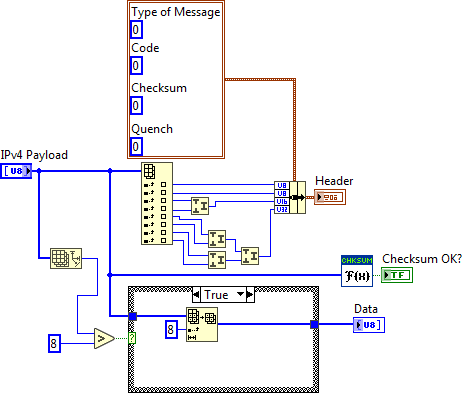 Type of Message
0
Code
0
Checksum
0
Quench
0
IPv4 Payload
[U8]
U8
U8
U16
U32
Header
CHKSUM
F(x)
Checksum OK?
TF
True
8
>
?
8
Data
U8]